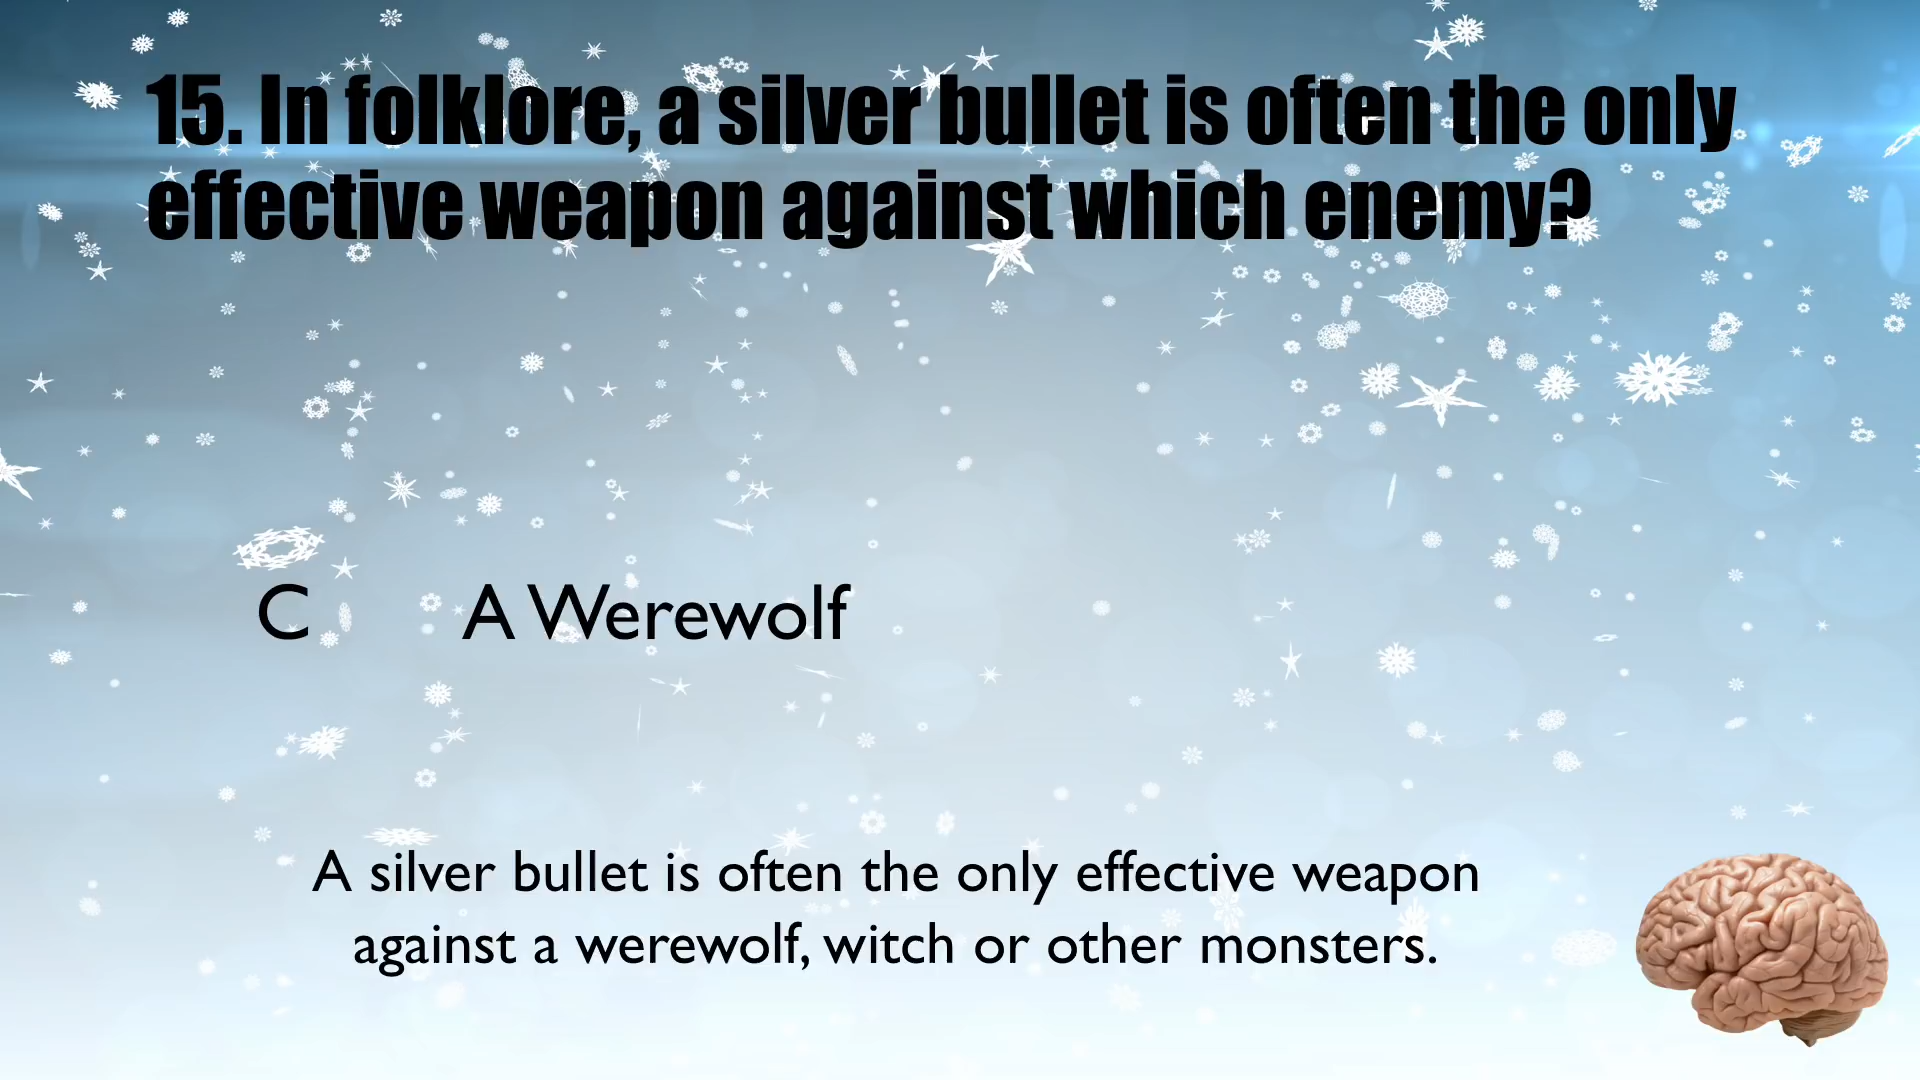 15. In folklore, a silver bullet is often the only
effective weapon against which enemy?
C A Werewolf
A silver bullet is often the only effective weapon
against a werewolf, witch or other monsters.